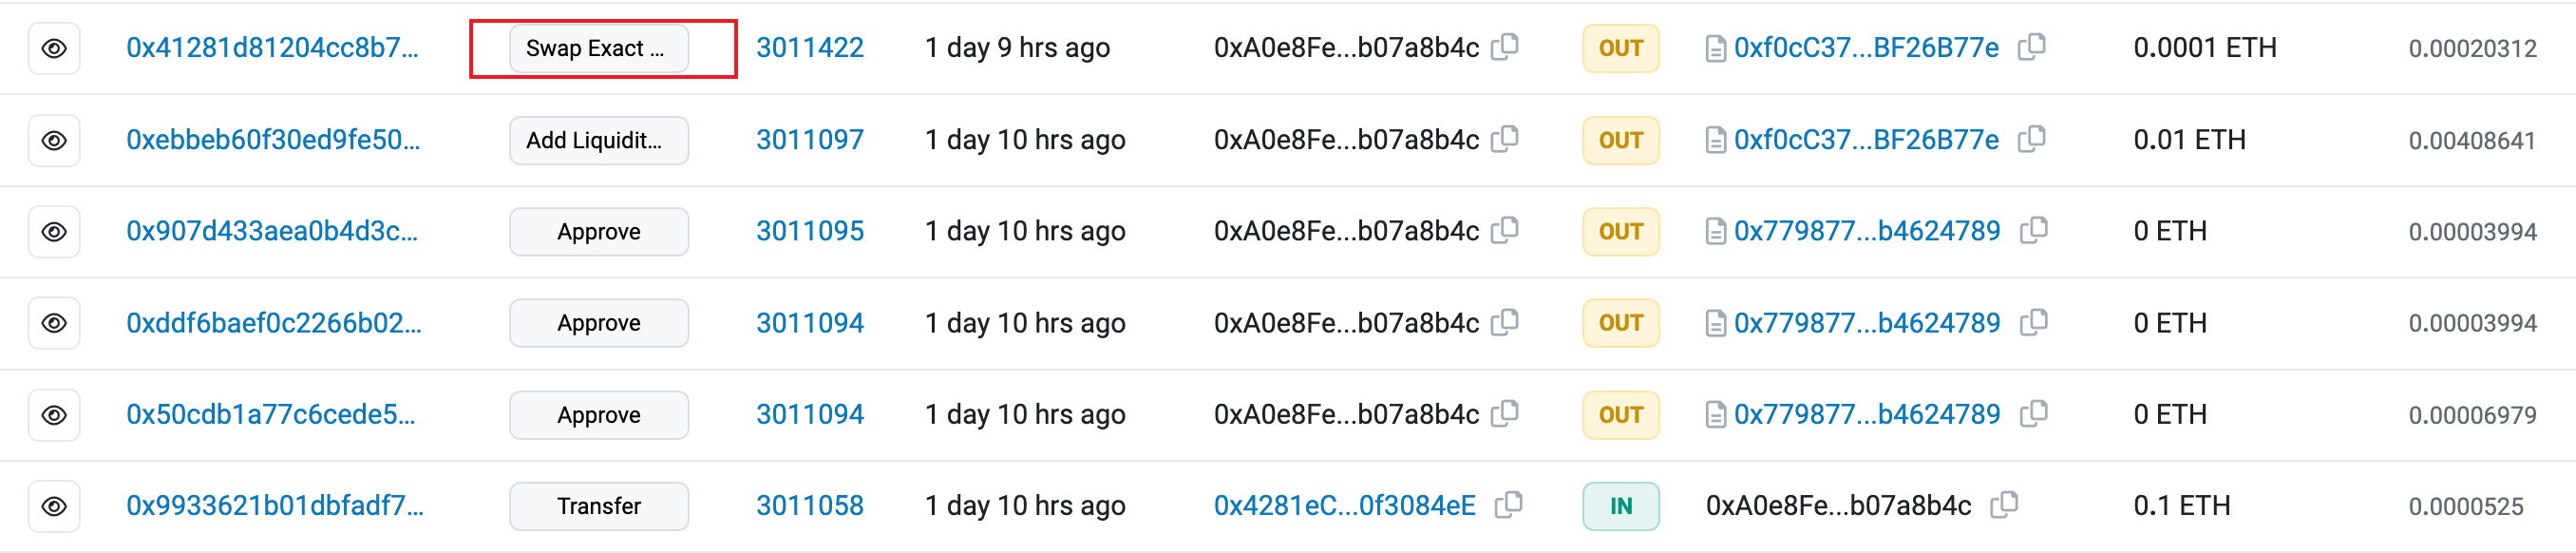 0x41281d81204cc8b7... Swap Exact ... 3011422 1 day 9 hrs ago 0xA0e8Fe...b07a8b4c OUT 0xf0cC37...BF26B77e 0.0001 ETH 0.00020312
0xebbeb60f30ed9fe50... Add Liquidit... 3011097 1 day 10 hrs ago 0xA0e8Fe...b07a8b4c OUT 0xf0cC37...BF26B77e 0.01 ETH 0.00408641
0x907d433aea0b4d3c... Approve 3011095 1 day 10 hrs ago 0xA0e8Fe...b07a8b4c OUT 0x779877...b4624789 0 ETH 0.00003994
0xddf6baef0c2266b02... Approve 3011094 1 day 10 hrs ago 0xA0e8Fe...b07a8b4c OUT 0x779877...b4624789 0 ETH 0.00003994
0x50cdb1a77c6cede5... Approve 3011094 1 day 10 hrs ago 0xA0e8Fe...b07a8b4c OUT 0x779877...b4624789 0 ETH 0.00006979
0x9933621b01dbfadf7... Transfer 3011058 1 day 10 hrs ago 0x4281eC...0f3084eE IN 0xA0e8Fe...b07a8b4c 0.1 ETH 0.0000525